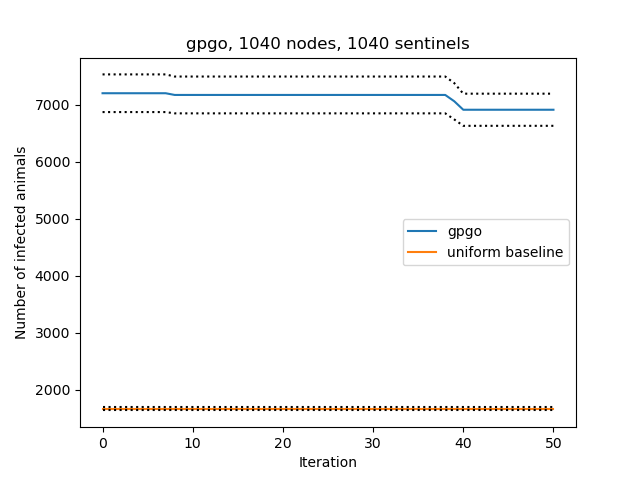 gpgo, 1040 nodes, 1040 sentinels
Number of infected animals
7000
6000
5000
4000
3000
2000
gpgo
uniform baseline
0 10 20 30 40 50
Iteration